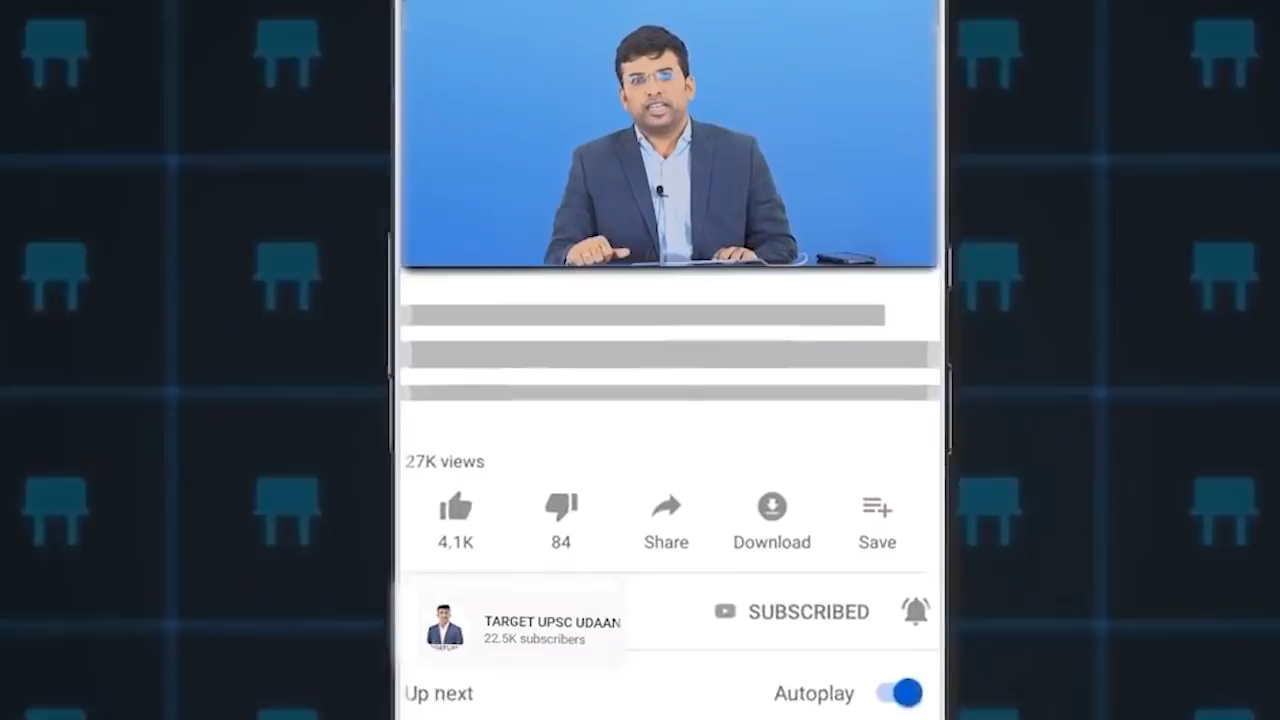 27K views
4.1K
84
Share
Download
Save
TARGET UPSC UDAAN
22.5K subscribers
SUBSCRIBED
Up next
Autoplay